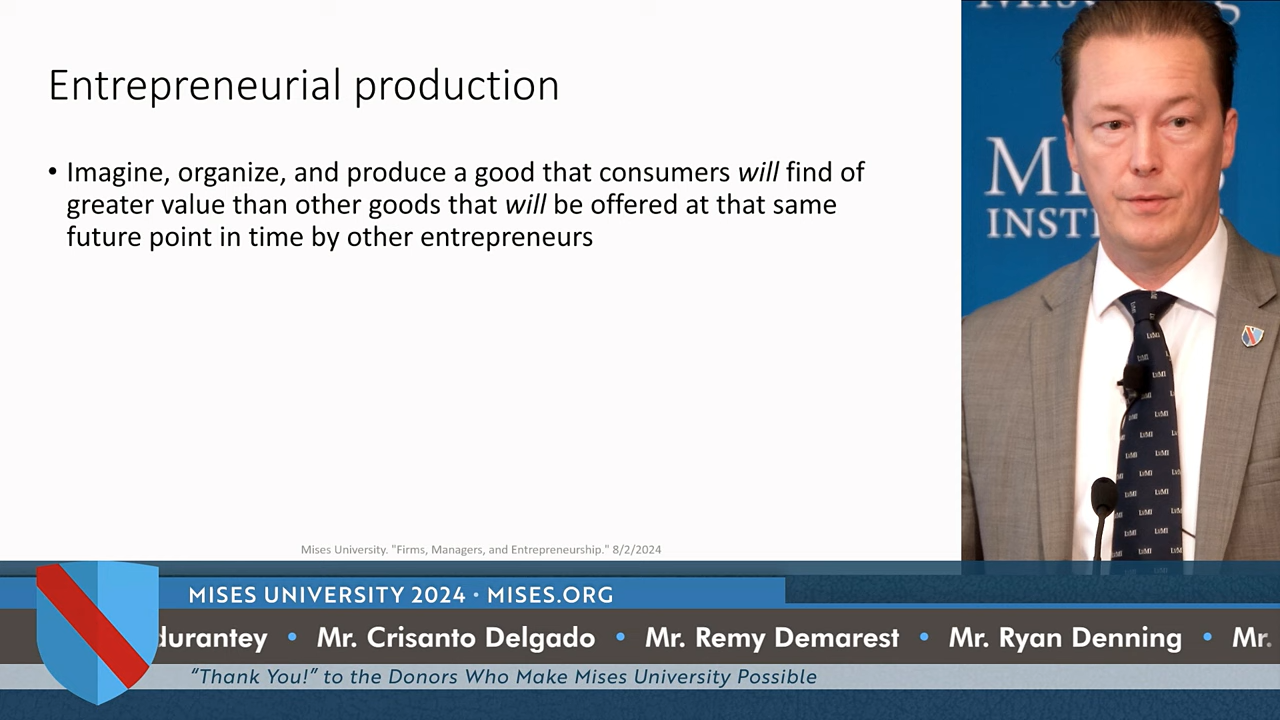 Entrepreneurial production
• Imagine, organize, and produce a good that consumers will find of
greater value than other goods that will be offered at that same
future point in time by other entrepreneurs
Mises University. "Firms, Managers, and Entrepreneurship." 8/2/2024
INST
MISES UNIVERSITY 2024 • MISES.ORG
durantey • Mr. Crisanto Delgado • Mr. Remy Demarest • Mr. Ryan Denning • Mr.
“Thank You!” to the Donors Who Make Mises University Possible